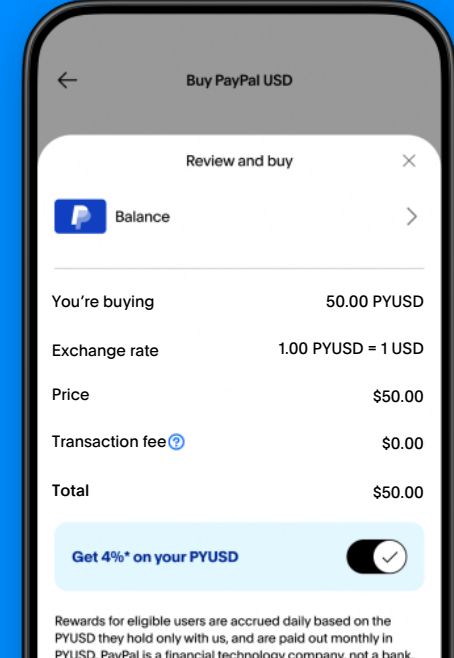 Buy PayPal USD
Review and buy
Balance
You're buying 50.00 PYUSD
Exchange rate 1.00 PYUSD = 1 USD
Price $50.00
Transaction fee ? $0.00
Total $50.00
Get 4%* on your PYUSD
Rewards for eligible users are accrued daily based on the
PYUSD they hold only with us, and are paid out monthly in
PYUSD. PayPal is a financial technology company, not a bank.